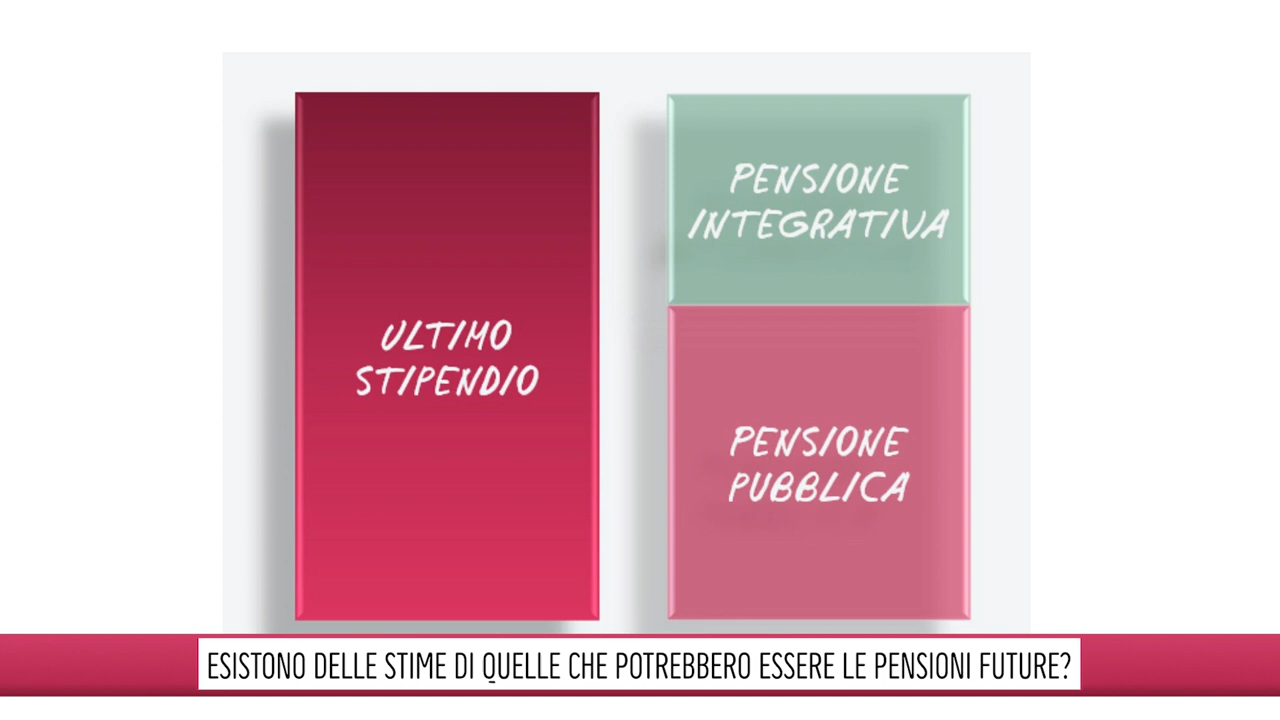 ULTIMO
STIPENDIO
PENSIONE
INTEGRATIVA
PENSIONE
PUBBLICA
ESISTONO DELLE STIME DI QUELLE CHE POTREBBERO ESSERE LE PENSIONI FUTURE?